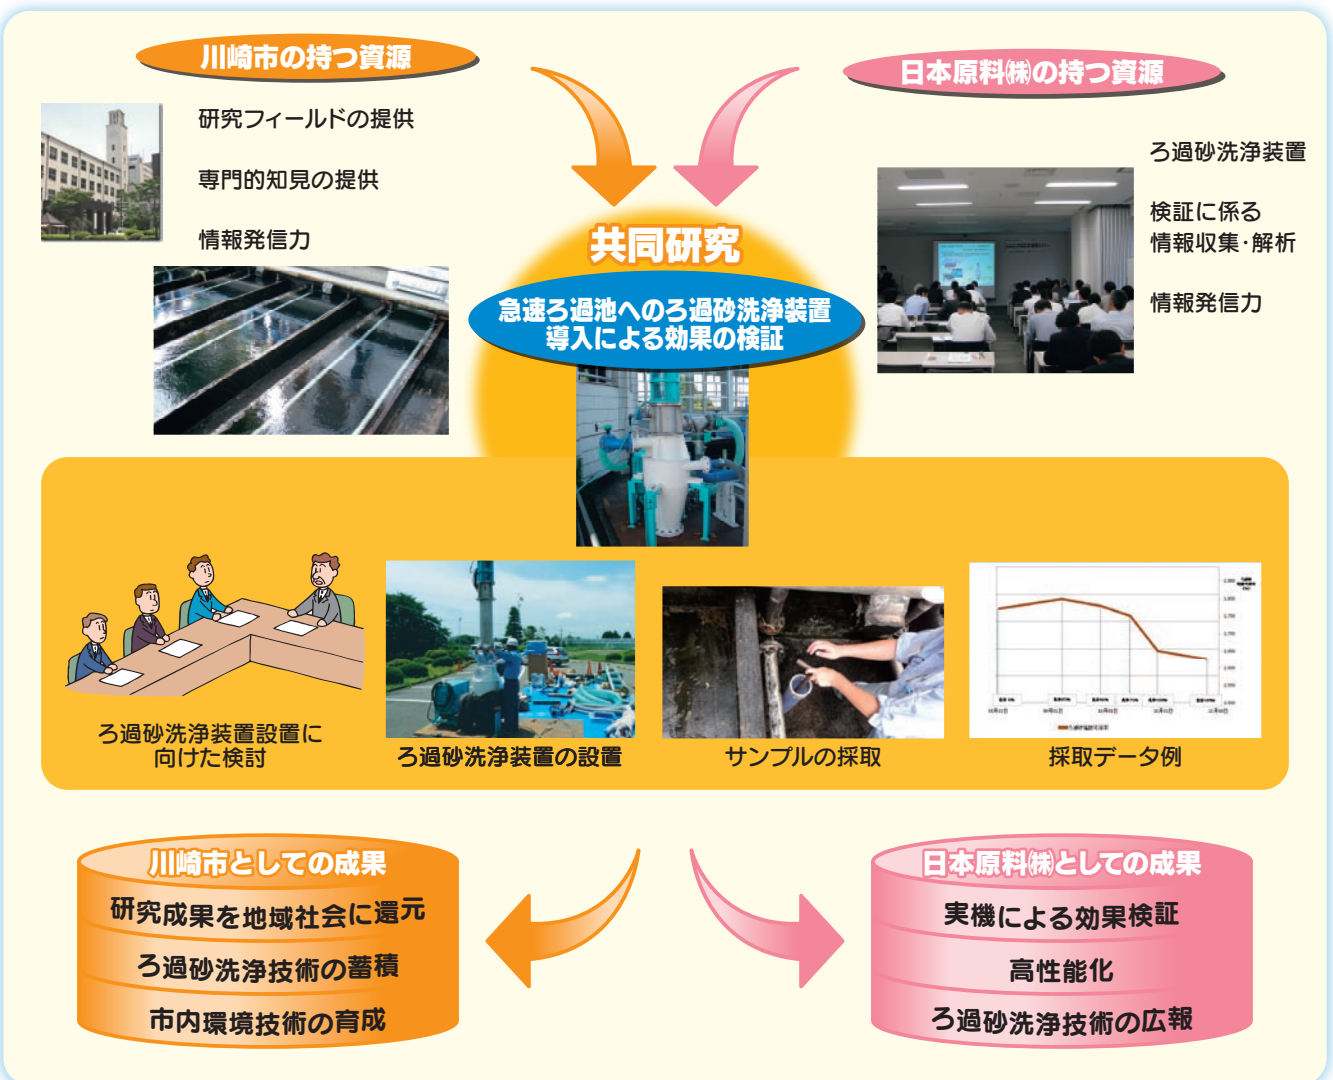 川崎市の持つ資源
研究フィールドの提供
専門的知見の提供
情報発信力
日本原料㈱の持つ資源
ろ過砂洗浄装置
検証に係る
情報収集・解析
情報発信力
共同研究
急速ろ過池へのろ過砂洗浄装置
導入による効果の検証
ろ過砂洗浄装置設置に
向けた検討
ろ過砂洗浄装置の設置
サンプルの採取
採取データ例
川崎市としての成果
研究成果を地域社会に還元
ろ過砂洗浄技術の蓄積
市内環境技術の育成
日本原料㈱としての成果
実機による効果検証
高性能化
ろ過砂洗浄技術の広報